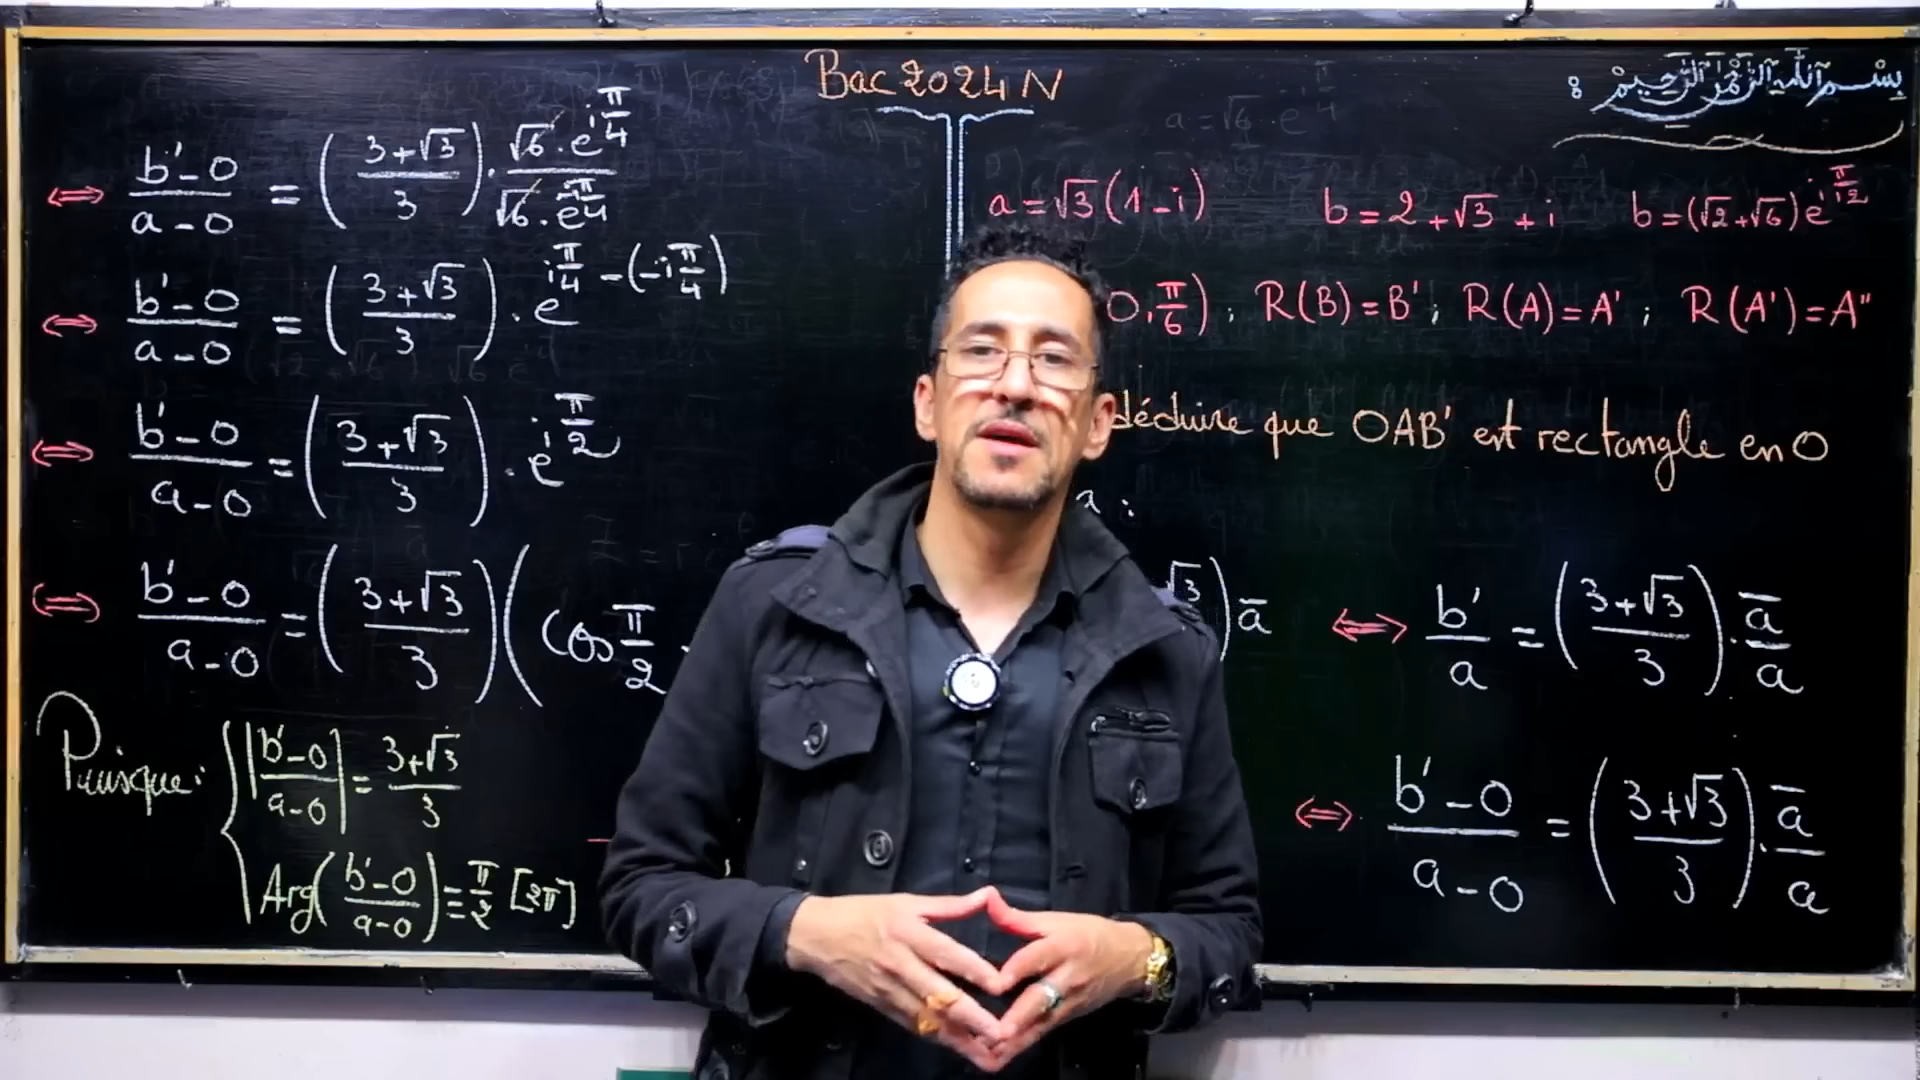 Bac 2024 N
بسم الله الرحمن الرحيم :
⇔ b'-0/a-0 = ((3+√3)/3) · (√6 · e^(iπ/4))/(√6 · e^(-iπ/4))
⇔ b'-0/a-0 = ((3+√3)/3) · e^(iπ/4 - (-iπ/4))
⇔ b'-0/a-0 = ((3+√3)/3) · e^(iπ/2)
⇔ b'-0/a-0 = ((3+√3)/3)(cos π/2
Puisque : { |b'-0/a-0| = (3+√3)/3
Arg(b'-0/a-0) ≡ π/2 [2π]
a = √3(1-i) b = 2+√3+i b = (√2+√6)e^(iπ/12)
O, π/6) ; R(B)=B' ; R(A)=A' ; R(A')=A"
déduire que OAB' est rectangle en O
a :
√3) ā ⇔ b'/a = ((3+√3)/3) · ā/a
⇔ b'-0/a-0 = ((3+√3)/3) · ā/a